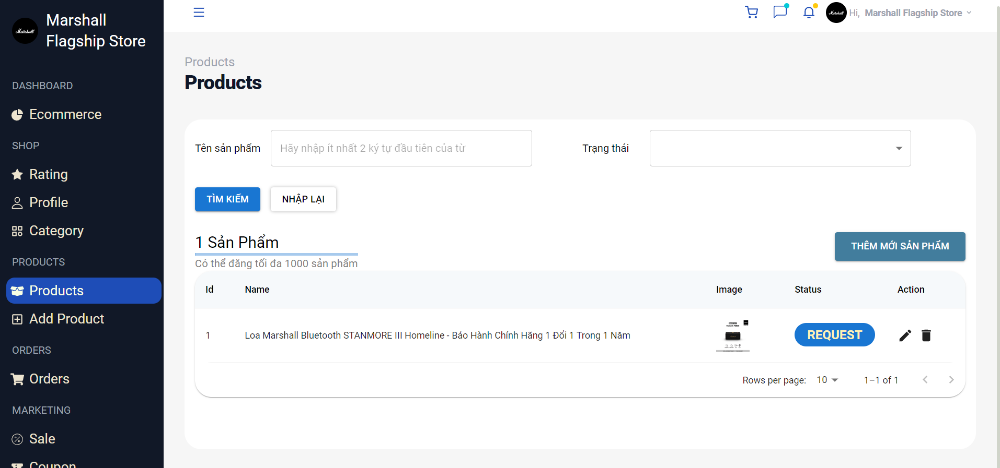 Marshall
Marshall
Flagship Store
Marshall
Hi, Marshall Flagship Store
DASHBOARD
Ecommerce
SHOP
Rating
Profile
Category
PRODUCTS
Products
Add Product
ORDERS
Orders
MARKETING
Sale
Coupon
Products
Products
Tên sản phẩm
Hãy nhập ít nhất 2 ký tự đầu tiên của từ
Trạng thái
TÌM KIẾM
NHẬP LẠI
1 Sản Phẩm
Có thể đăng tối đa 1000 sản phẩm
THÊM MỚI SẢN PHẨM
Id Name Image Status Action
1 Loa Marshall Bluetooth STANMORE III Homeline - Bảo Hành Chính Hãng 1 Đổi 1 Trong 1 Năm REQUEST
Rows per page: 10 1–1 of 1